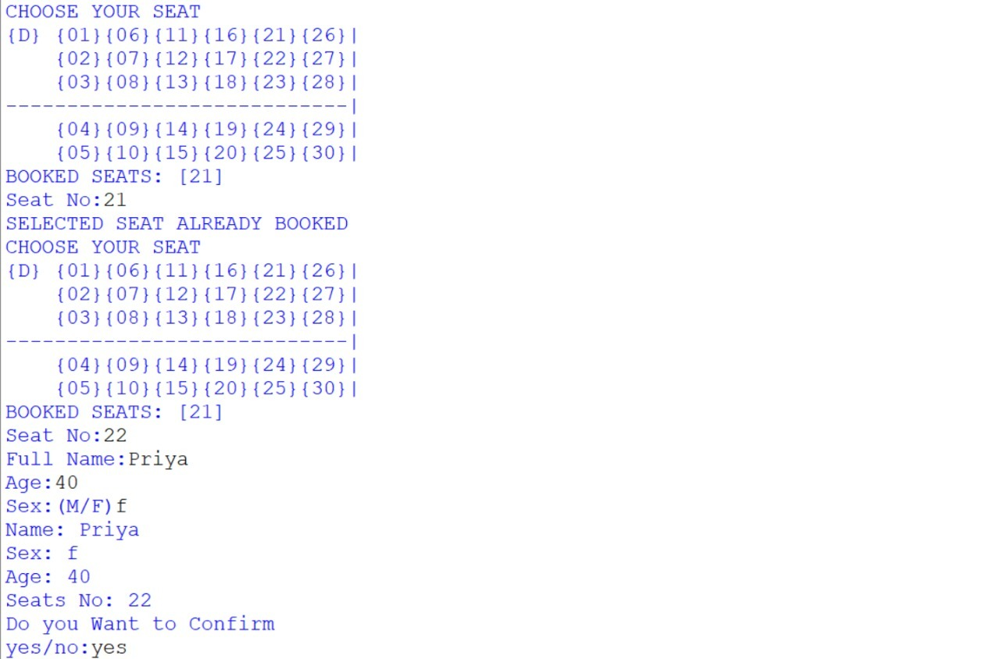 CHOOSE YOUR SEAT
{D} {01}{06}{11}{16}{21}{26}|
    {02}{07}{12}{17}{22}{27}|
    {03}{08}{13}{18}{23}{28}|
----------------------------|
    {04}{09}{14}{19}{24}{29}|
    {05}{10}{15}{20}{25}{30}|
BOOKED SEATS: [21]
Seat No:21
SELECTED SEAT ALREADY BOOKED
CHOOSE YOUR SEAT
{D} {01}{06}{11}{16}{21}{26}|
    {02}{07}{12}{17}{22}{27}|
    {03}{08}{13}{18}{23}{28}|
----------------------------|
    {04}{09}{14}{19}{24}{29}|
    {05}{10}{15}{20}{25}{30}|
BOOKED SEATS: [21]
Seat No:22
Full Name:Priya
Age:40
Sex:(M/F)f
Name: Priya
Sex: f
Age: 40
Seats No: 22
Do you Want to Confirm
yes/no:yes